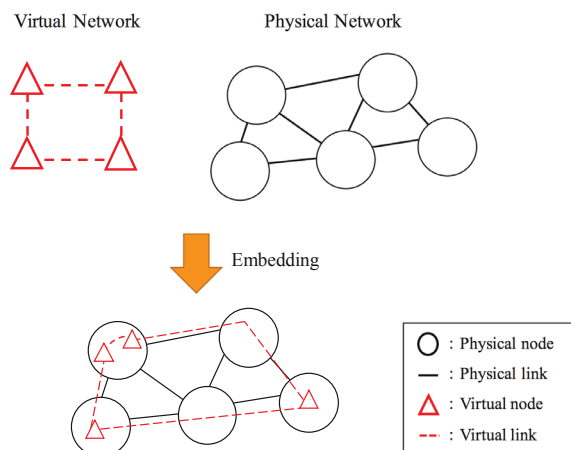 Virtual Network
Physical Network
Embedding
: Physical node
: Physical link
: Virtual node
: Virtual link